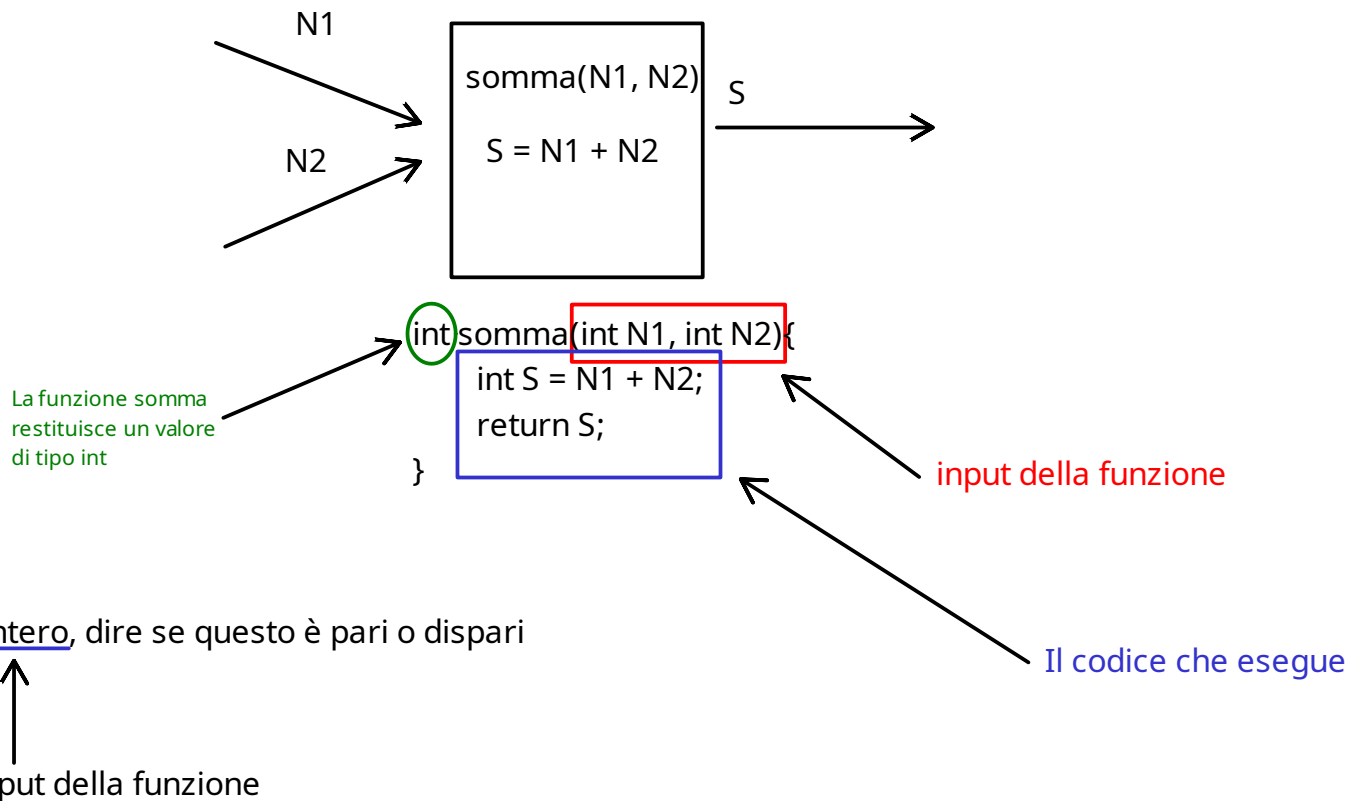 N1
somma(N1, N2)
S
S = N1 + N2
N2
int somma(int N1, int N2){
int S = N1 + N2;
return S;
}
La funzione somma
restituisce un valore
di tipo int
input della funzione
ntero, dire se questo è pari o dispari
Il codice che esegue
put della funzione